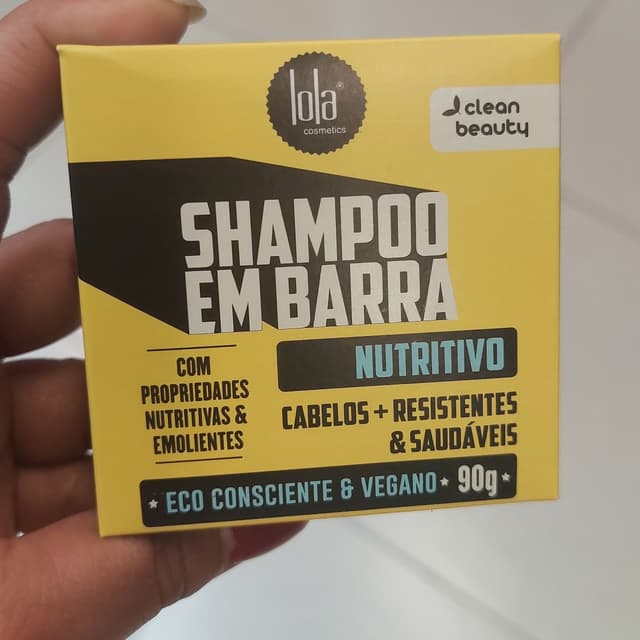 lola®
cosmetics
clean
beauty
SHAMPOO
EM BARRA
NUTRITIVO
COM
PROPRIEDADES
NUTRITIVAS &
EMOLIENTES
CABELOS + RESISTENTES
& SAUDÁVEIS
ECO CONSCIENTE & VEGANO 90g